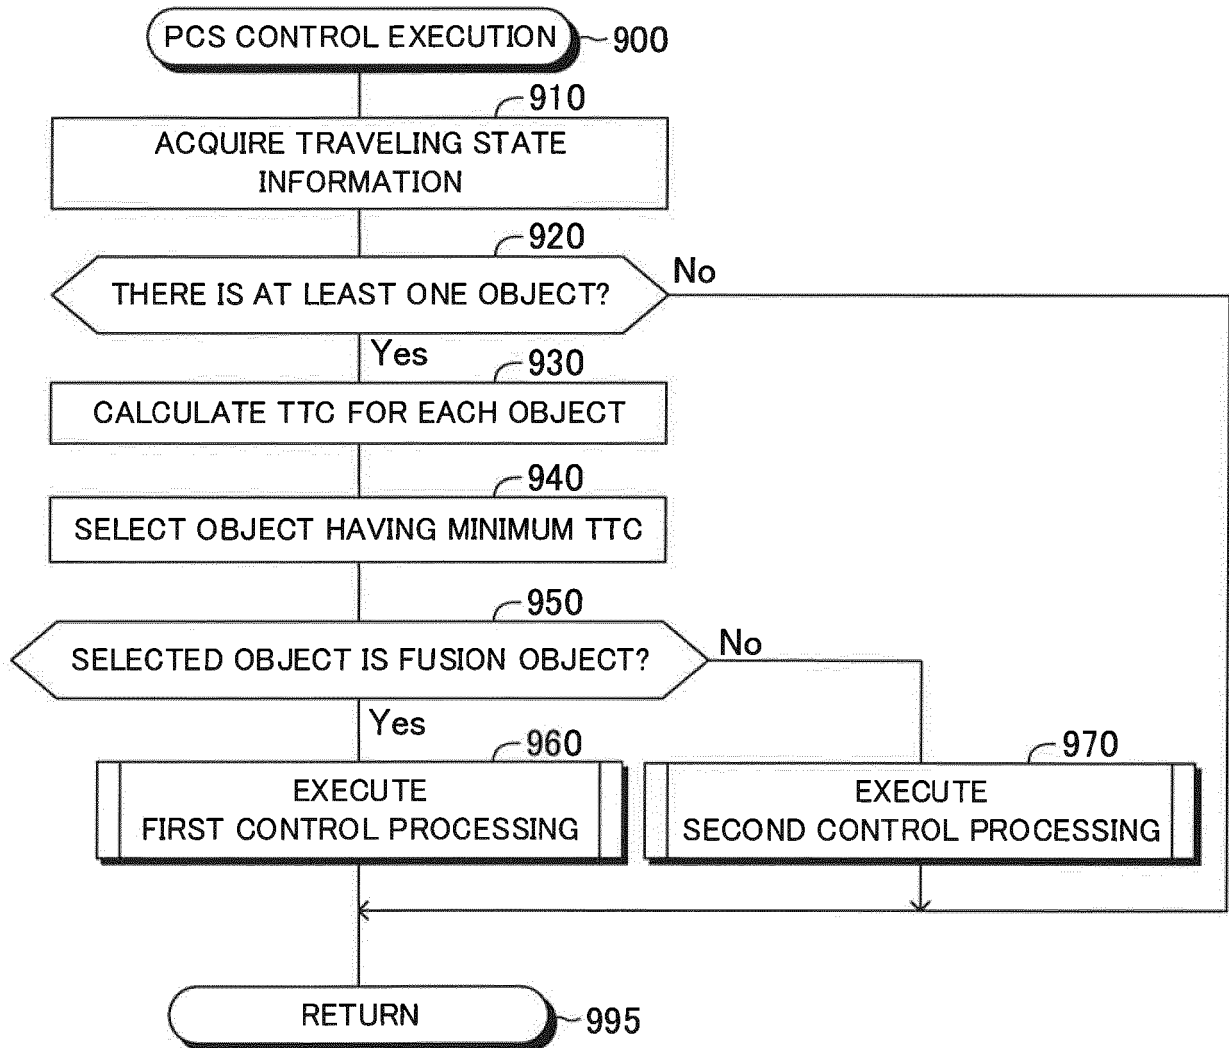 PCS CONTROL EXECUTION
900
910
ACQUIRE TRAVELING STATE
INFORMATION
920
THERE IS AT LEAST ONE OBJECT?
No
Yes
930
CALCULATE TTC FOR EACH OBJECT
940
SELECT OBJECT HAVING MINIMUM TTC
950
SELECTED OBJECT IS FUSION OBJECT?
No
Yes
960
EXECUTE
FIRST CONTROL PROCESSING
970
EXECUTE
SECOND CONTROL PROCESSING
RETURN
995